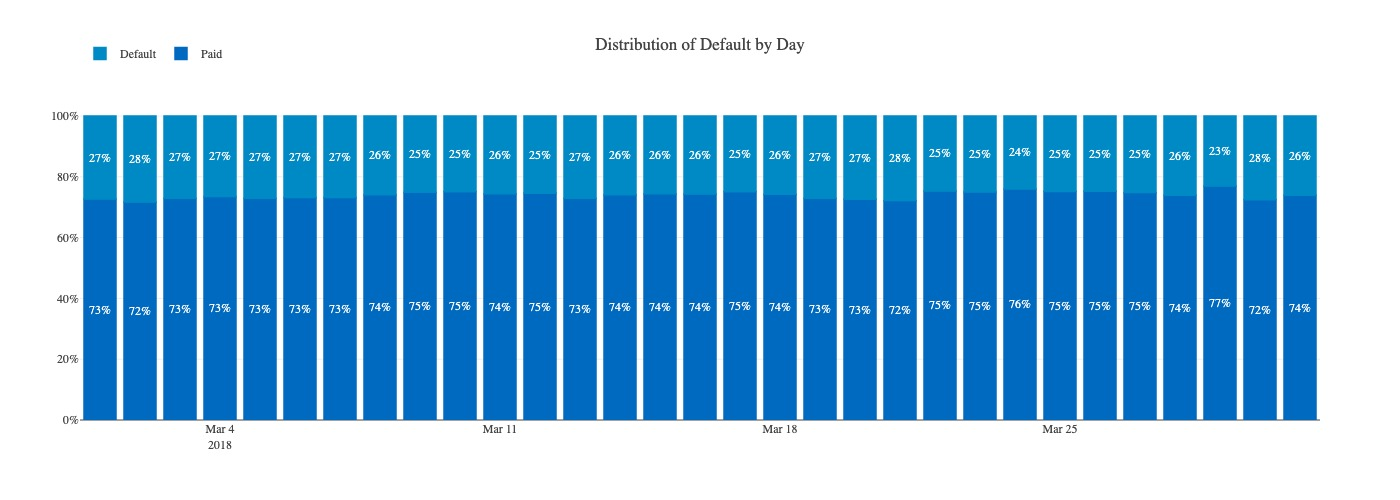 Distribution of Default by Day
Default Paid
100%
80%
60%
40%
20%
0%
27% 28% 27% 27% 27% 27% 27% 26% 25% 25% 26% 25% 27% 26% 26% 26% 25% 26% 27% 27% 28% 25% 25% 24% 25% 25% 25% 26% 23% 28% 26%
73% 72% 73% 73% 73% 73% 73% 74% 75% 75% 74% 75% 73% 74% 74% 74% 75% 74% 73% 73% 72% 75% 75% 76% 75% 75% 75% 74% 77% 72% 74%
Mar 4 Mar 11 Mar 18 Mar 25
2018